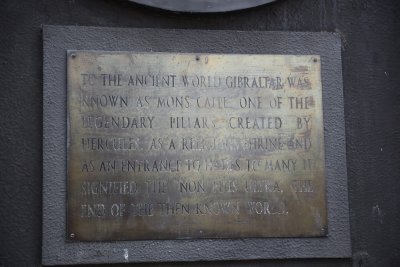 TO THE ANCIENT WORLD GIBRALTAR WAS
KNOWN AS MONS CALPE, ONE OF THE
LEGENDARY PILLARS CREATED BY
HERCULES, AS A RELIGIOUS SHRINE AND
AS AN ENTRANCE TO HADES TO MANY IT
SIGNIFIED THE "NON PLUS ULTRA", THE
END OF THE THEN KNOWN WORLD.